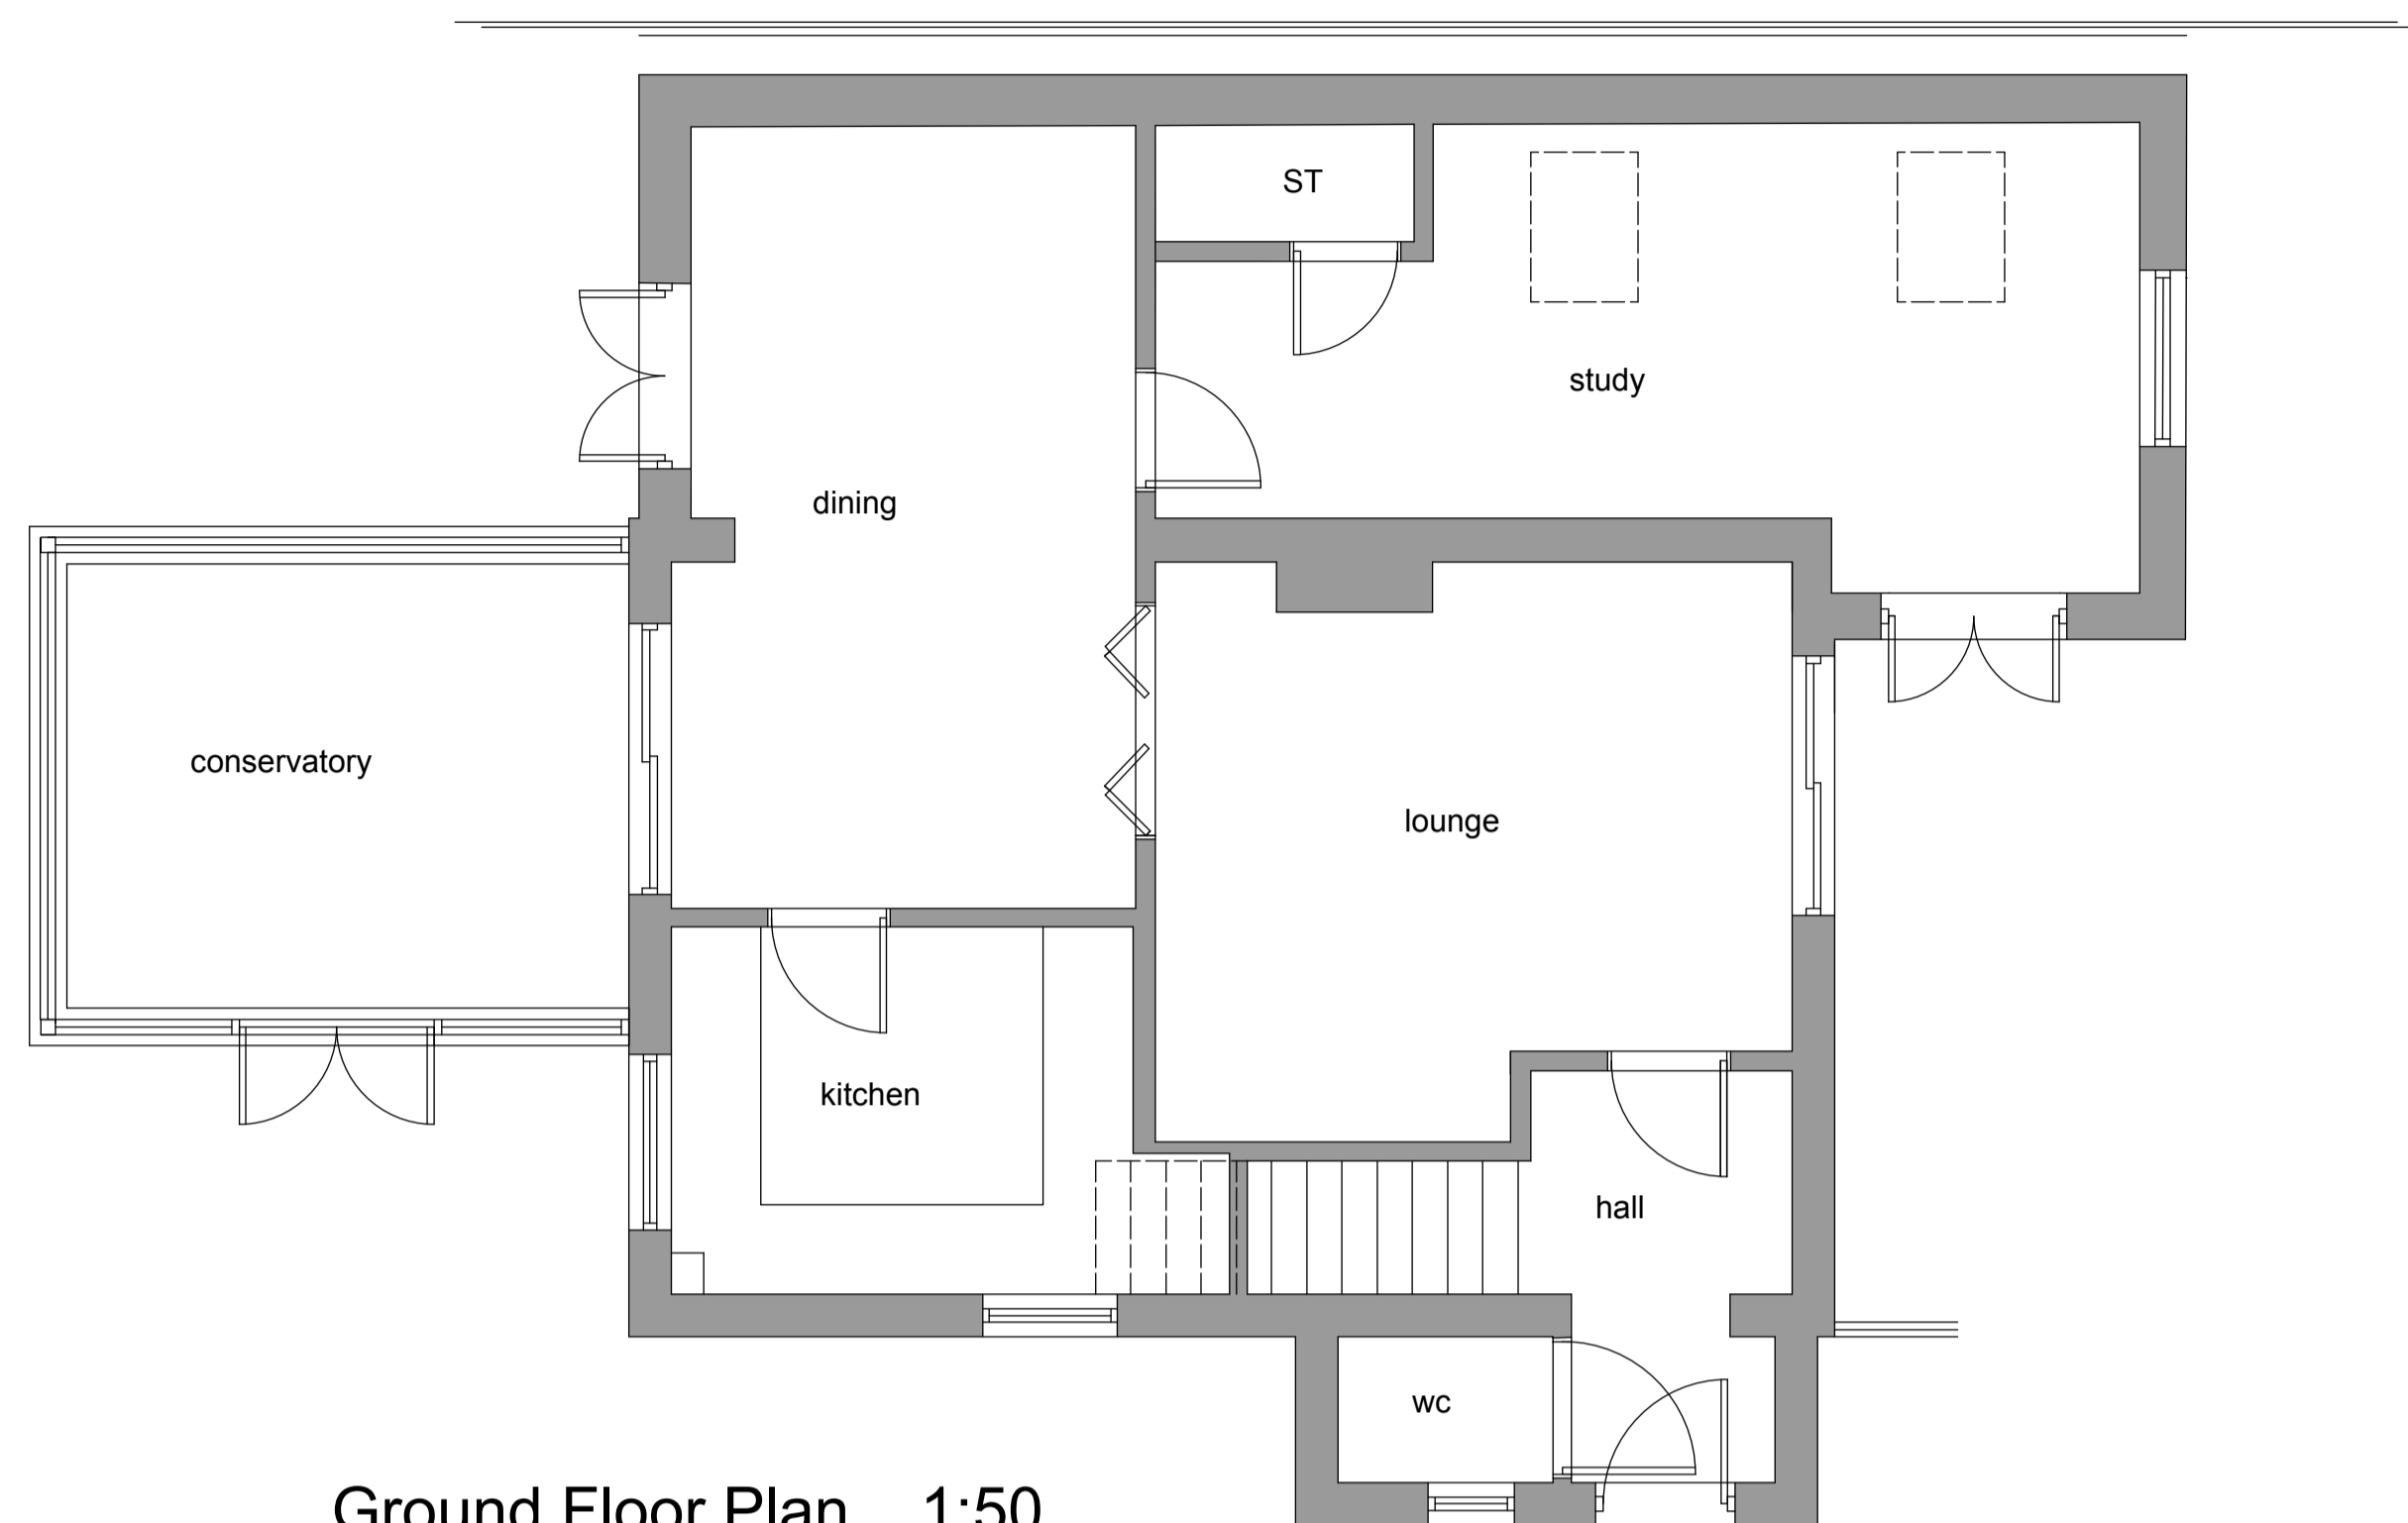 ST
study
dining
conservatory
lounge
kitchen
hall
wc
Ground Floor Plan 1:50